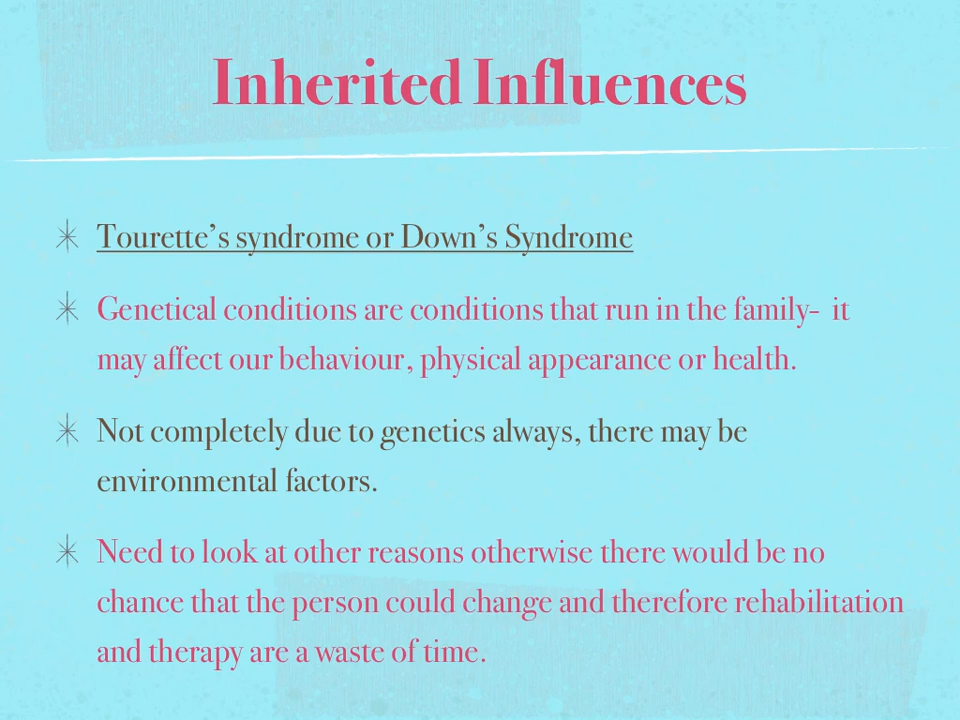 Inherited Influences
Tourette’s syndrome or Down’s Syndrome
Genetical conditions are conditions that run in the family- it
may affect our behaviour, physical appearance or health.
Not completely due to genetics always, there may be
environmental factors.
Need to look at other reasons otherwise there would be no
chance that the person could change and therefore rehabilitation
and therapy are a waste of time.